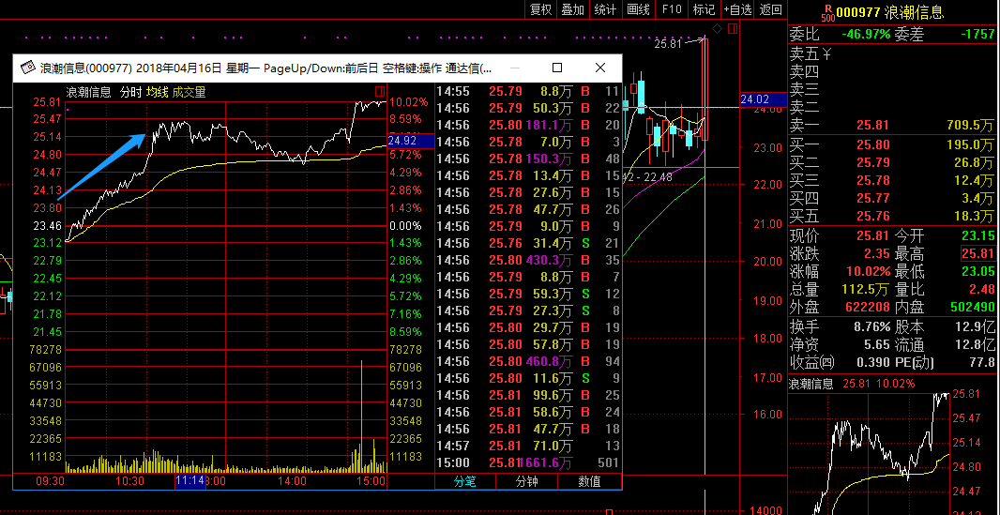 复权 叠加 统计 画线 F10 标记 +自选 返回
R
500
000977 浪潮信息
委比 -46.97% 委差 -1757
卖五 ¥
卖四
卖三
卖二
卖一 25.81 709.5万
买一 25.80 195.0万
买二 25.79 26.8万
买三 25.78 12.4万
买四 25.77 3.4万
买五 25.76 18.3万
现价 25.81 今开 23.15
涨跌 2.35 最高 25.81
涨幅 10.02% 最低 23.05
总量 112.5万 量比 2.48
外盘 622208 内盘 502490
换手 8.76% 股本 12.9亿
净资 5.65 流通 12.8亿
收益㈣ 0.390 PE(动) 77.8
浪潮信息 25.81 10.02%
25.81
25.47
25.14
24.80
24.47
24.13
25.81
24.02
24.00
23.00
22.00
21.00
20.00
19.00
18.00
17.00
16.00
14000
42 - 22.48
浪潮信息(000977) 2018年04月16日 星期一 PageUp/Down:前后日 空格键:操作 通达信(...
浪潮信息 分时 均线 成交量
25.81 10.02%
25.47 8.59%
25.14
24.92
24.80 5.72%
24.47 4.29%
24.13 2.86%
23.80 1.43%
23.46 0.00%
23.12 1.43%
22.79 2.86%
22.45 4.29%
22.12 5.72%
21.78 7.16%
21.45 8.59%
78278 78278
67096 67096
55913 55913
44730 44730
33548 33548
22365 22365
11183 11183
09:30 10:30 11:14 3:00 14:00 15:00
14:55 25.79 8.8万 B 11
14:56 25.79 50.3万 B 22
14:56 25.80 181.1万 B 20
14:56 25.78 7.0万 B 3
14:56 25.78 150.3万 B 48
14:56 25.78 13.4万 B 15
14:56 25.78 27.6万 B 15
14:56 25.78 47.7万 B 26
14:56 25.79 9.0万 B 9
14:56 25.76 31.4万 S 21
14:56 25.80 430.3万 B 35
14:56 25.79 8.8万 B 7
14:56 25.79 59.3万 S 12
14:56 25.79 27.3万 S 8
14:56 25.80 29.7万 B 19
14:56 25.80 57.8万 B 19
14:56 25.80 460.8万 B 94
14:56 25.80 11.6万 S 9
14:56 25.81 99.6万 B 25
14:56 25.81 58.6万 B 24
14:56 25.81 47.7万 B 18
14:57 25.81 71.0万 13
15:00 25.81 1661.6万 501
分笔 分钟 数值